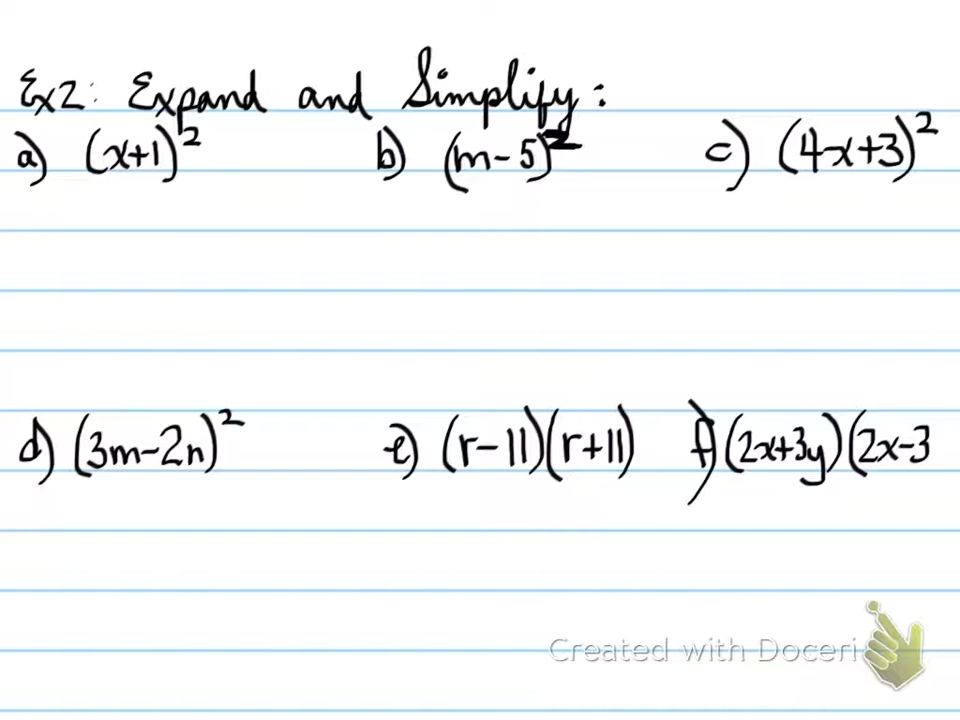 Ex2: Expand and Simplify:
a) (x+1)² b) (m-5)² c) (4x+3)²
d) (3m-2n)² e) (r-11)(r+11) f) (2x+3y)(2x-3
Created with Doceri